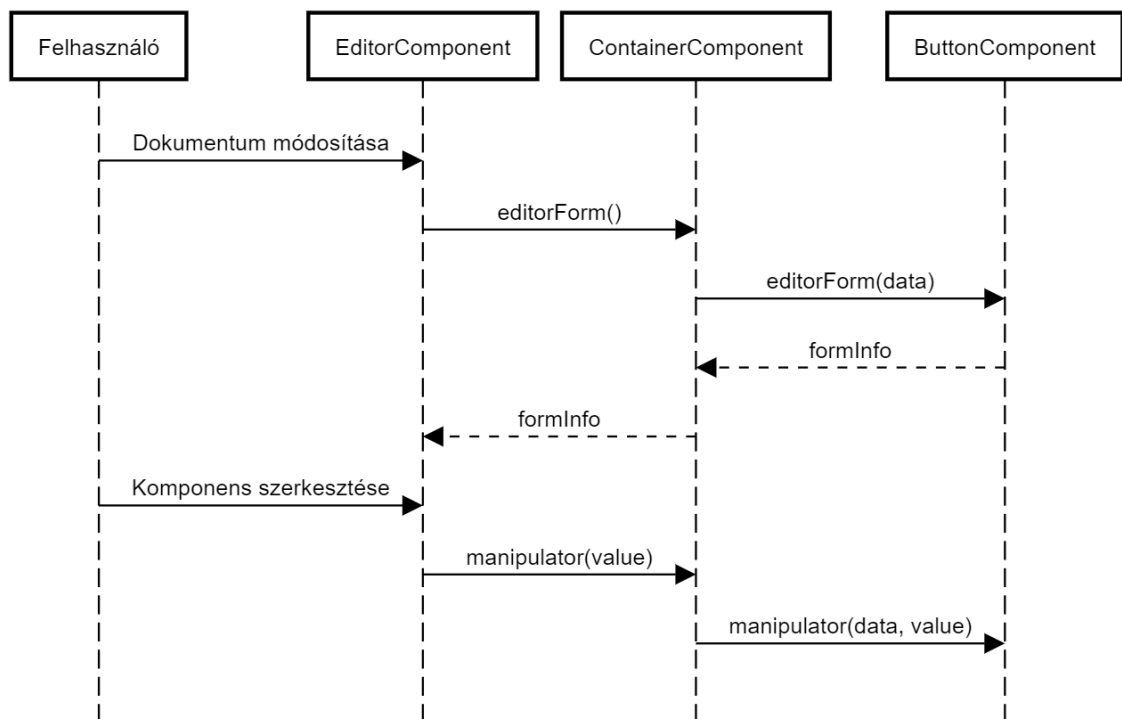 Felhasználó
EditorComponent
ContainerComponent
ButtonComponent
Dokumentum módosítása
editorForm()
editorForm(data)
formInfo
formInfo
Komponens szerkesztése
manipulator(value)
manipulator(data, value)